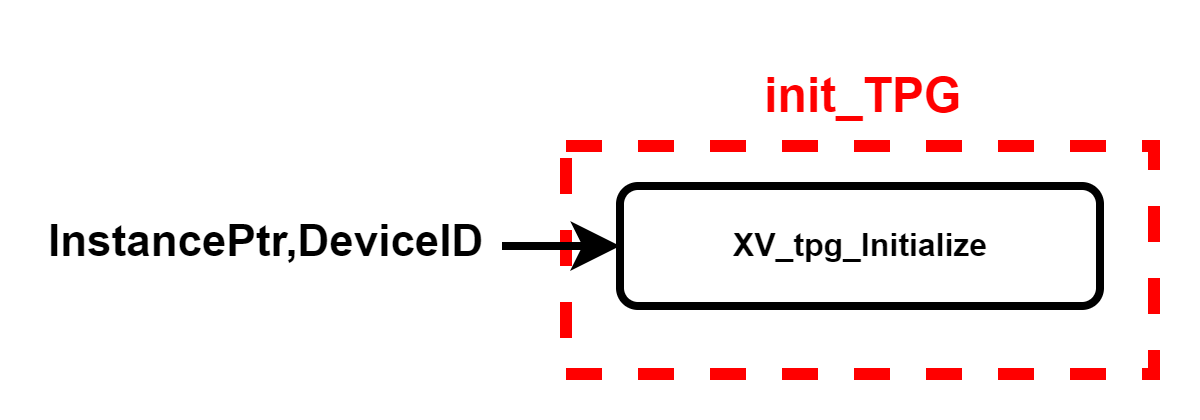 init_TPG
InstancePtr,DeviceID
XV_tpg_Initialize